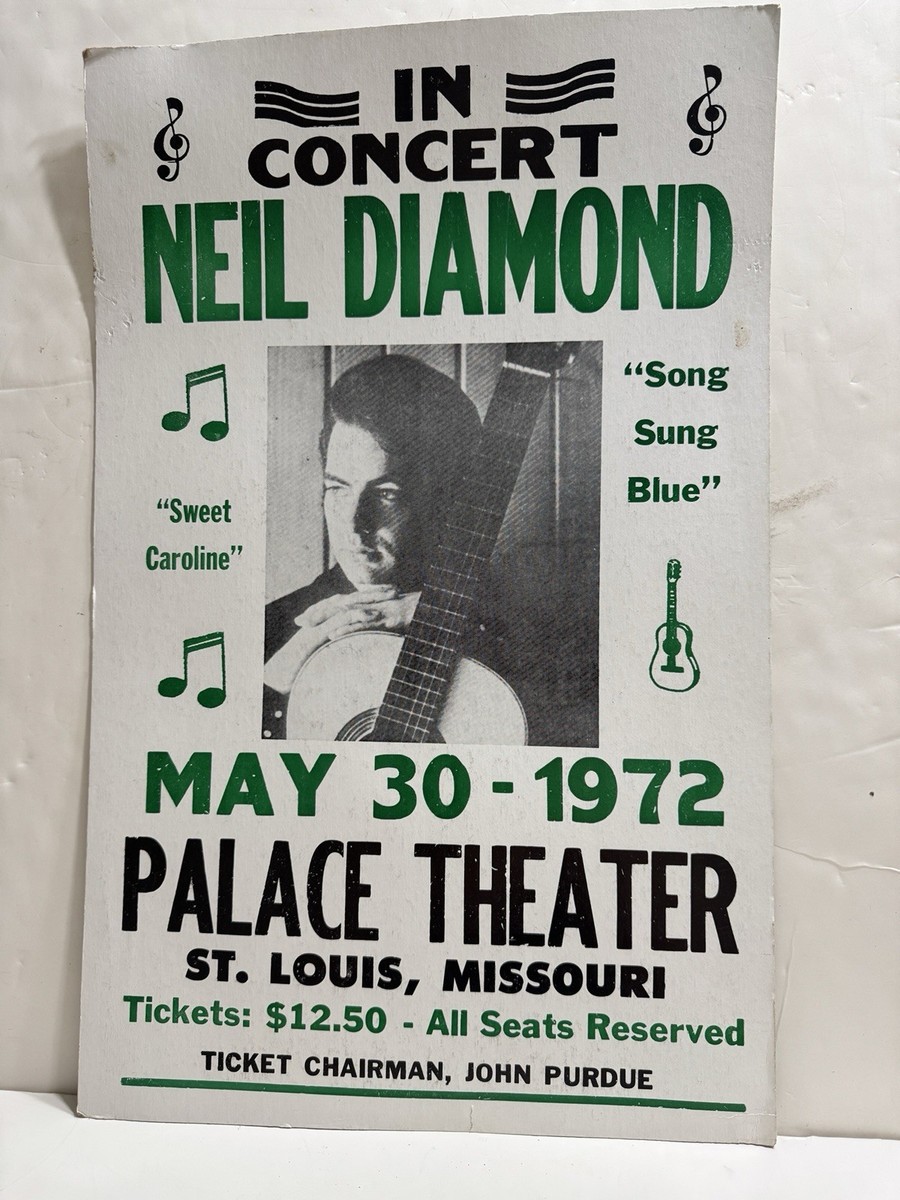 IN
CONCERT
NEIL DIAMOND
"Song
Sung
Blue"
"Sweet
Caroline"
MAY 30 - 1972
PALACE THEATER
ST. LOUIS, MISSOURI
Tickets: $12.50 - All Seats Reserved
TICKET CHAIRMAN, JOHN PURDUE